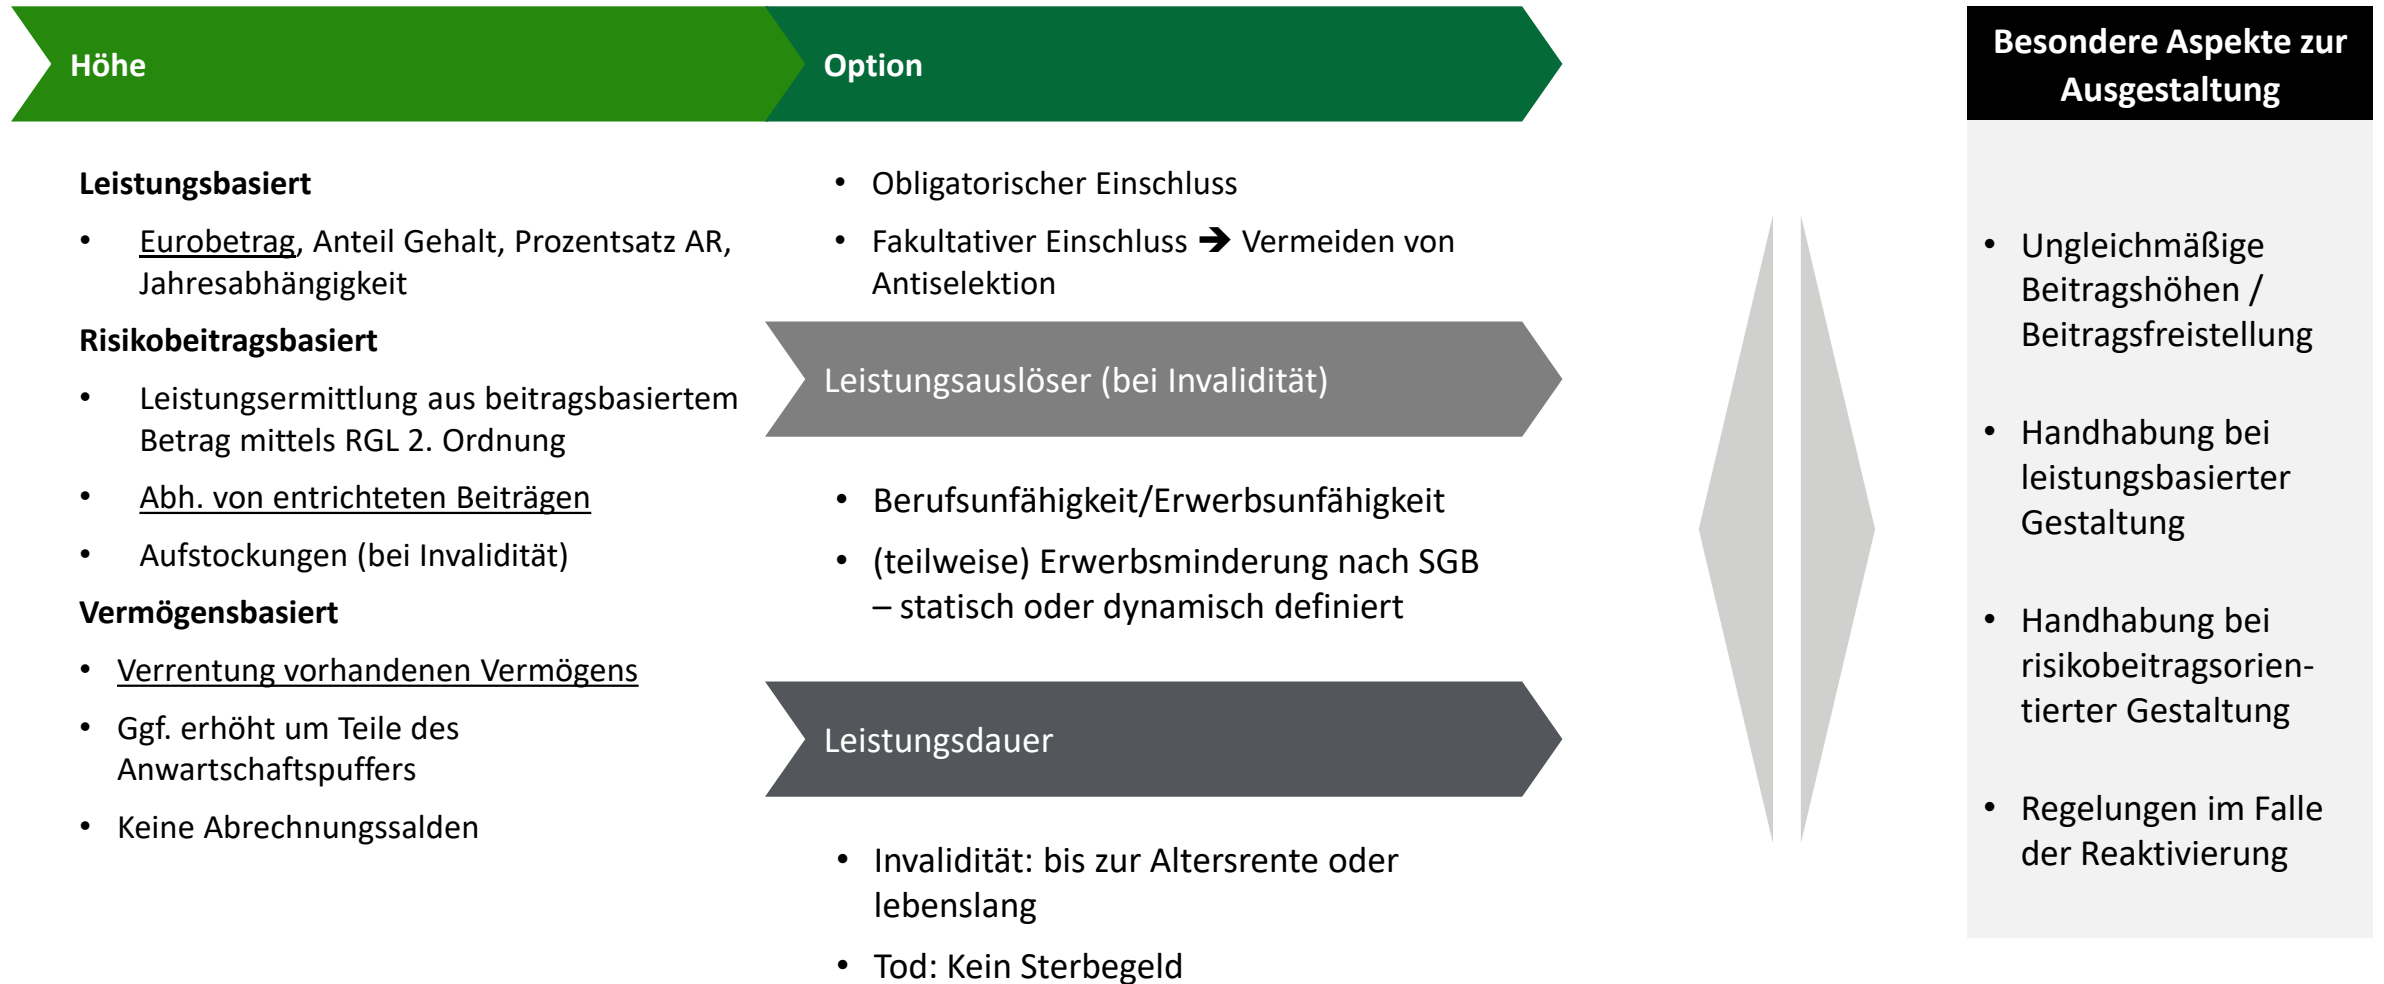 Höhe
Leistungsbasiert
• Eurobetrag, Anteil Gehalt, Prozentsatz AR,
Jahresabhängigkeit
Risikobeitragsbasiert
• Leistungsermittlung aus beitragsbasiertem
Betrag mittels RGL 2. Ordnung
• Abh. von entrichteten Beiträgen
• Aufstockungen (bei Invalidität)
Vermögensbasiert
• Verrentung vorhandenen Vermögens
• Ggf. erhöht um Teile des
Anwartschaftspuffers
• Keine Abrechnungssalden
Option
• Obligatorischer Einschluss
• Fakultativer Einschluss ➔ Vermeiden von
Antiselektion
Leistungsauslöser (bei Invalidität)
• Berufsunfähigkeit/Erwerbsunfähigkeit
• (teilweise) Erwerbsminderung nach SGB
– statisch oder dynamisch definiert
Leistungsdauer
• Invalidität: bis zur Altersrente oder
lebenslang
• Tod: Kein Sterbegeld
Besondere Aspekte zur
Ausgestaltung
• Ungleichmäßige
Beitragshöhen /
Beitragsfreistellung
• Handhabung bei
leistungsbasierter
Gestaltung
• Handhabung bei
risikobeitragsorien-
tierter Gestaltung
• Regelungen im Falle
der Reaktivierung